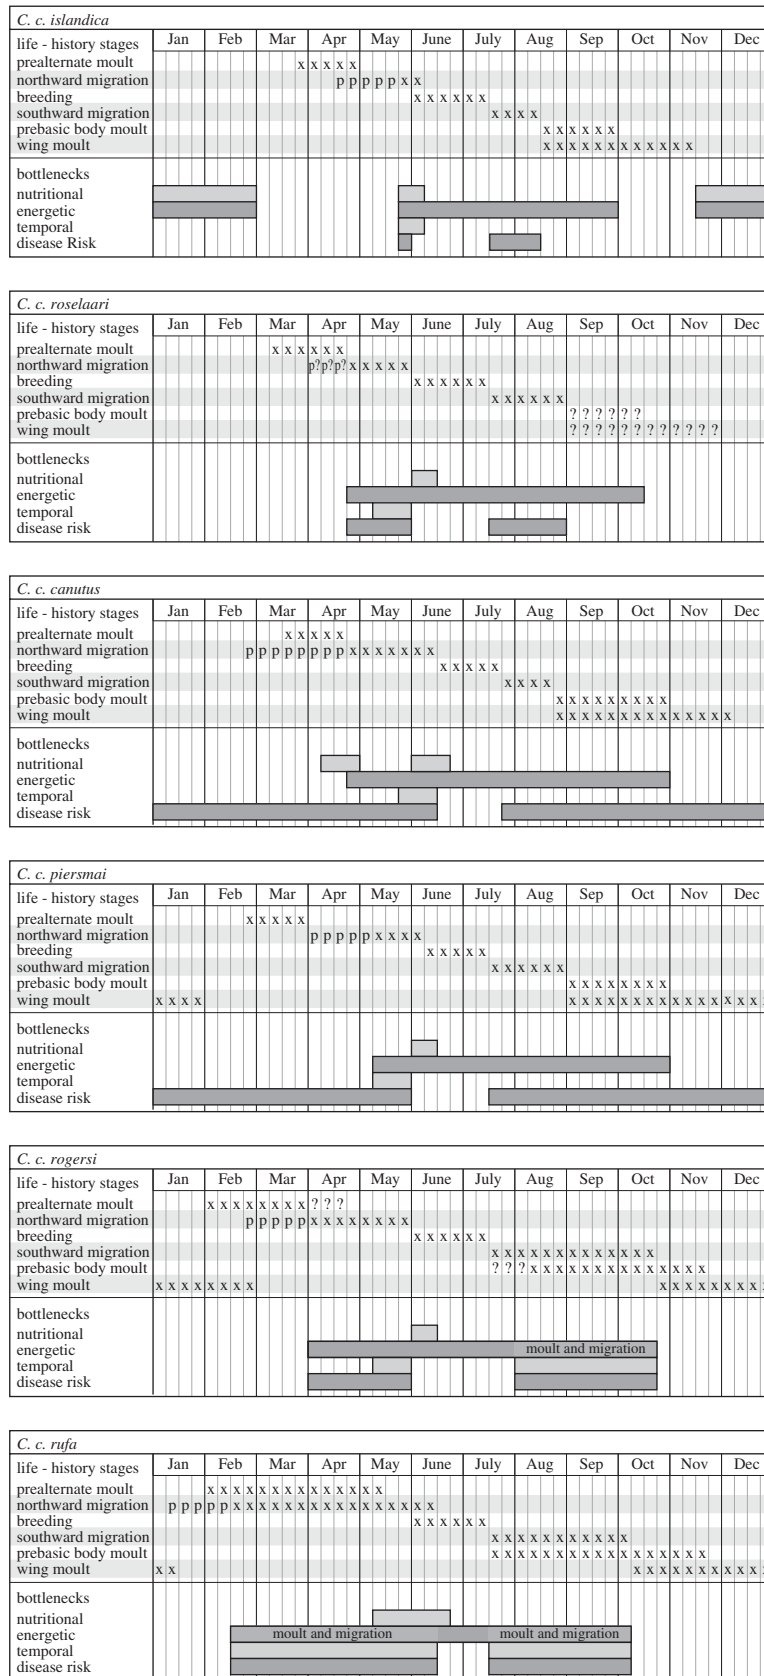 C. c. islandica
life - history stages Jan Feb Mar Apr May June July Aug Sep Oct Nov Dec
prealternate moult x x x x x
northward migration p p p p p x x
breeding x x x x x x
southward migration x x x x
prebasic body moult x x x x x x
wing moult x x x x x x x x x x x x
bottlenecks
nutritional
energetic
temporal
disease Risk
C. c. roselaari
life - history stages Jan Feb Mar Apr May June July Aug Sep Oct Nov Dec
prealternate moult x x x x x x
northward migration p?p?p? x x x x x
breeding x x x x x x
southward migration x x x x x x
prebasic body moult ? ? ? ? ? ?
wing moult ? ? ? ? ? ? ? ? ? ? ? ?
bottlenecks
nutritional
energetic
temporal
disease risk
C. c. canutus
life - history stages Jan Feb Mar Apr May June July Aug Sep Oct Nov Dec
prealternate moult x x x x x
northward migration p p p p p p p p x x x x x x x
breeding x x x x x
southward migration x x x x
prebasic body moult x x x x x x x x x
wing moult x x x x x x x x x x x x x x
bottlenecks
nutritional
energetic
temporal
disease risk
C. c. piersmai
life - history stages Jan Feb Mar Apr May June July Aug Sep Oct Nov Dec
prealternate moult x x x x x
northward migration p p p p p x x x x
breeding x x x x x
southward migration x x x x x x
prebasic body moult x x x x x x x x
wing moult x x x x x x x x x x x x x x x x x x x
bottlenecks
nutritional
energetic
temporal
disease risk
C. c. rogersi
life - history stages Jan Feb Mar Apr May June July Aug Sep Oct Nov Dec
prealternate moult x x x x x x x x ? ? ?
northward migration p p p p p x x x x x x x x
breeding x x x x x x
southward migration x x x x x x x x x x x x x
prebasic body moult ? ? ? x x x x x x x x x x x x x x
wing moult x x x x x x x x x x x x x x x x
bottlenecks
nutritional
energetic moult and migration
temporal
disease risk
C. c. rufa
life - history stages Jan Feb Mar Apr May June July Aug Sep Oct Nov Dec
prealternate moult x x x x x x x x x x x x x x
northward migration p p p p p x x x x x x x x x x x x x x x x
breeding x x x x x x
southward migration x x x x x x x x x x x
prebasic body moult x x x x x x x x x x x x x x x x x
wing moult x x x x x x x x x x x x
bottlenecks
nutritional
energetic moult and migration moult and migration
temporal
disease risk